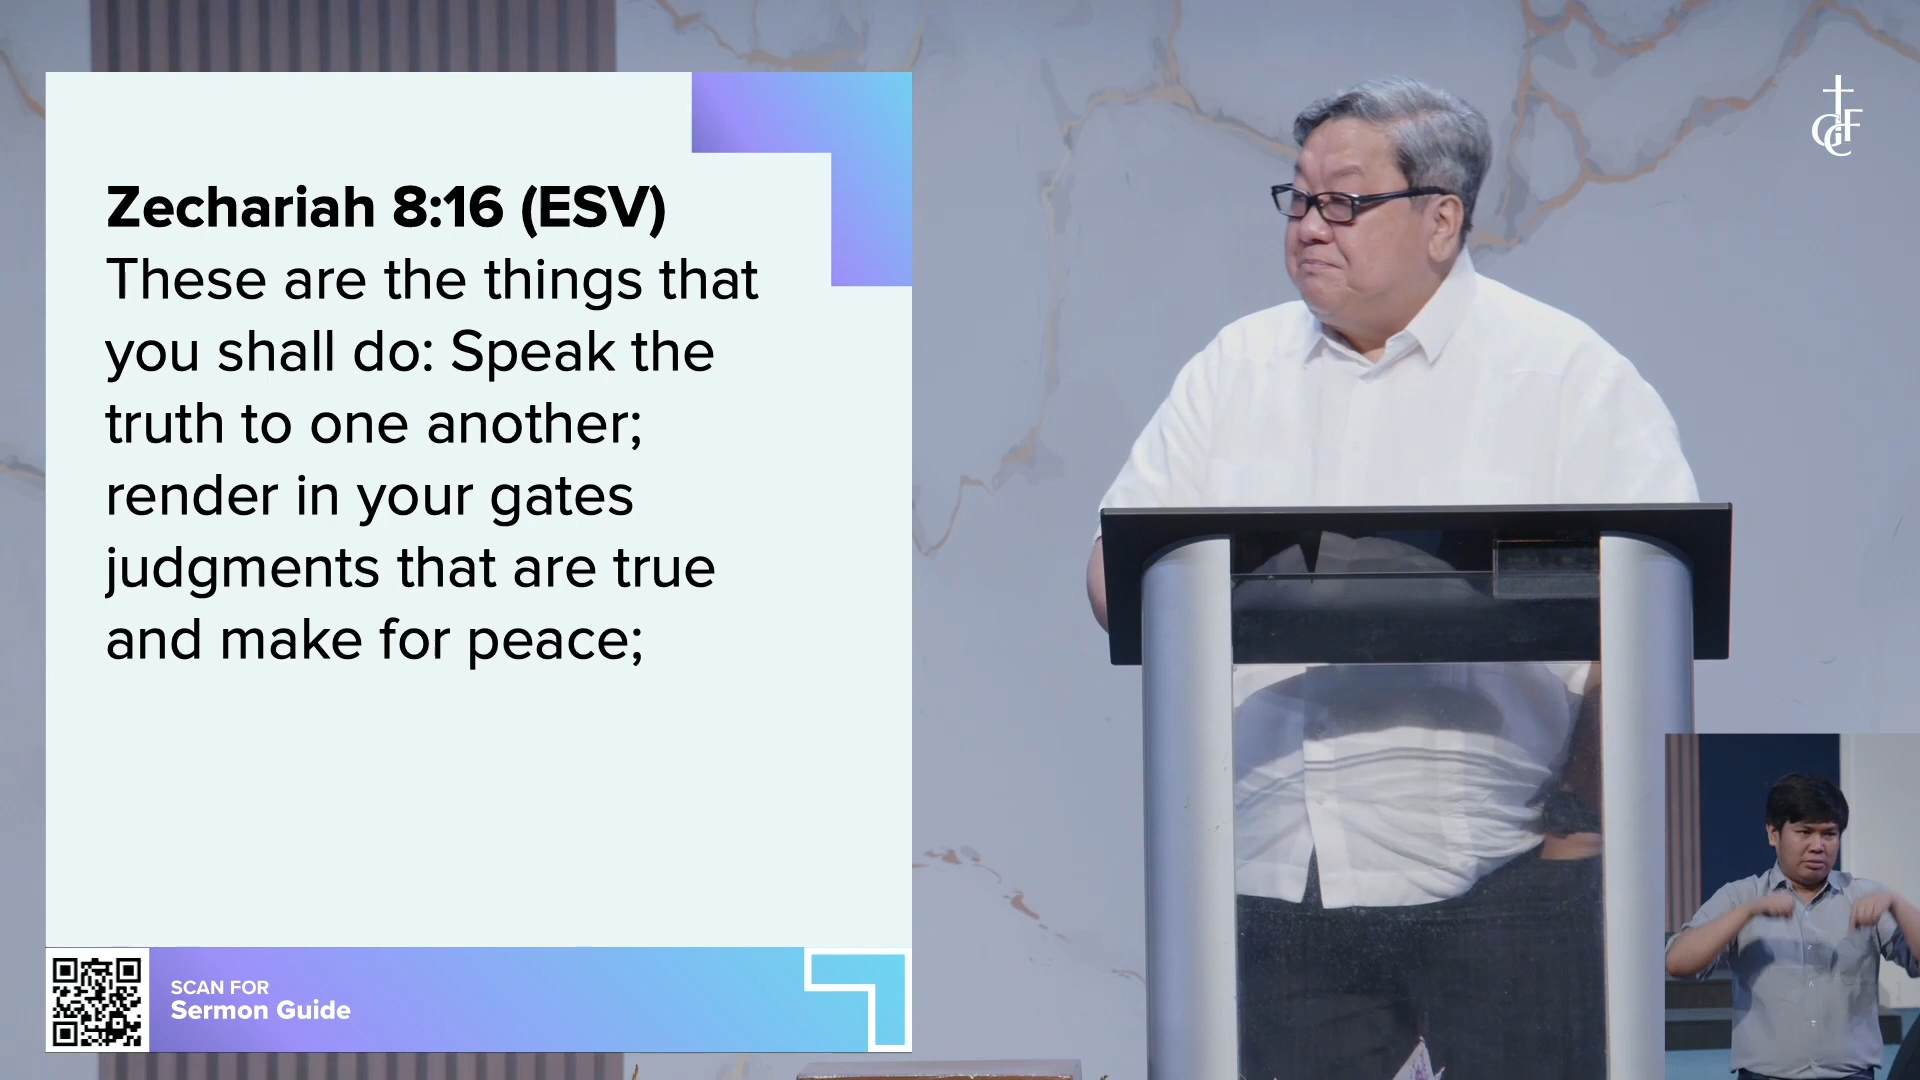 Zechariah 8:16 (ESV)
These are the things that
you shall do: Speak the
truth to one another;
render in your gates
judgments that are true
and make for peace;
SCAN FOR
Sermon Guide
GCF